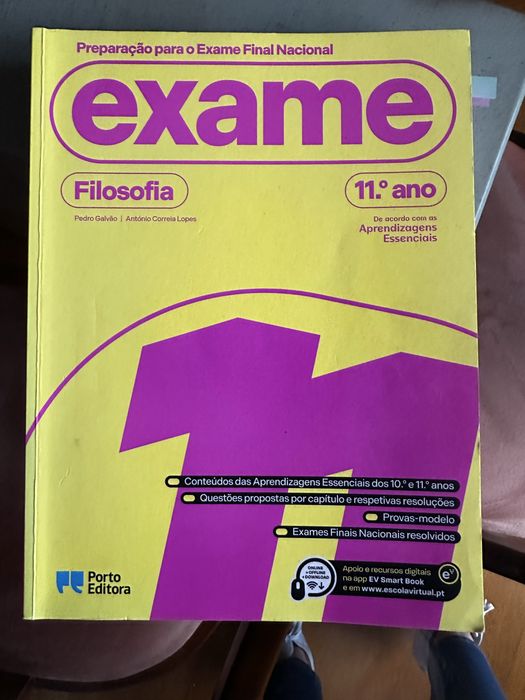 Preparação para o Exame Final Nacional
exame
Filosofia
11.º ano
Pedro Galvão | António Correia Lopes
De acordo com as
Aprendizagens
Essenciais
11
Conteúdos das Aprendizagens Essenciais dos 10.º e 11.º anos
Questões propostas por capítulo e respetivas resoluções
Provas-modelo
Exames Finais Nacionais resolvidos
Porto
Editora
ONLINE
+ OFFLINE
+ DOWNLOAD
Apoio e recursos digitais
na app EV Smart Book
e em www.escolavirtual.pt
ev